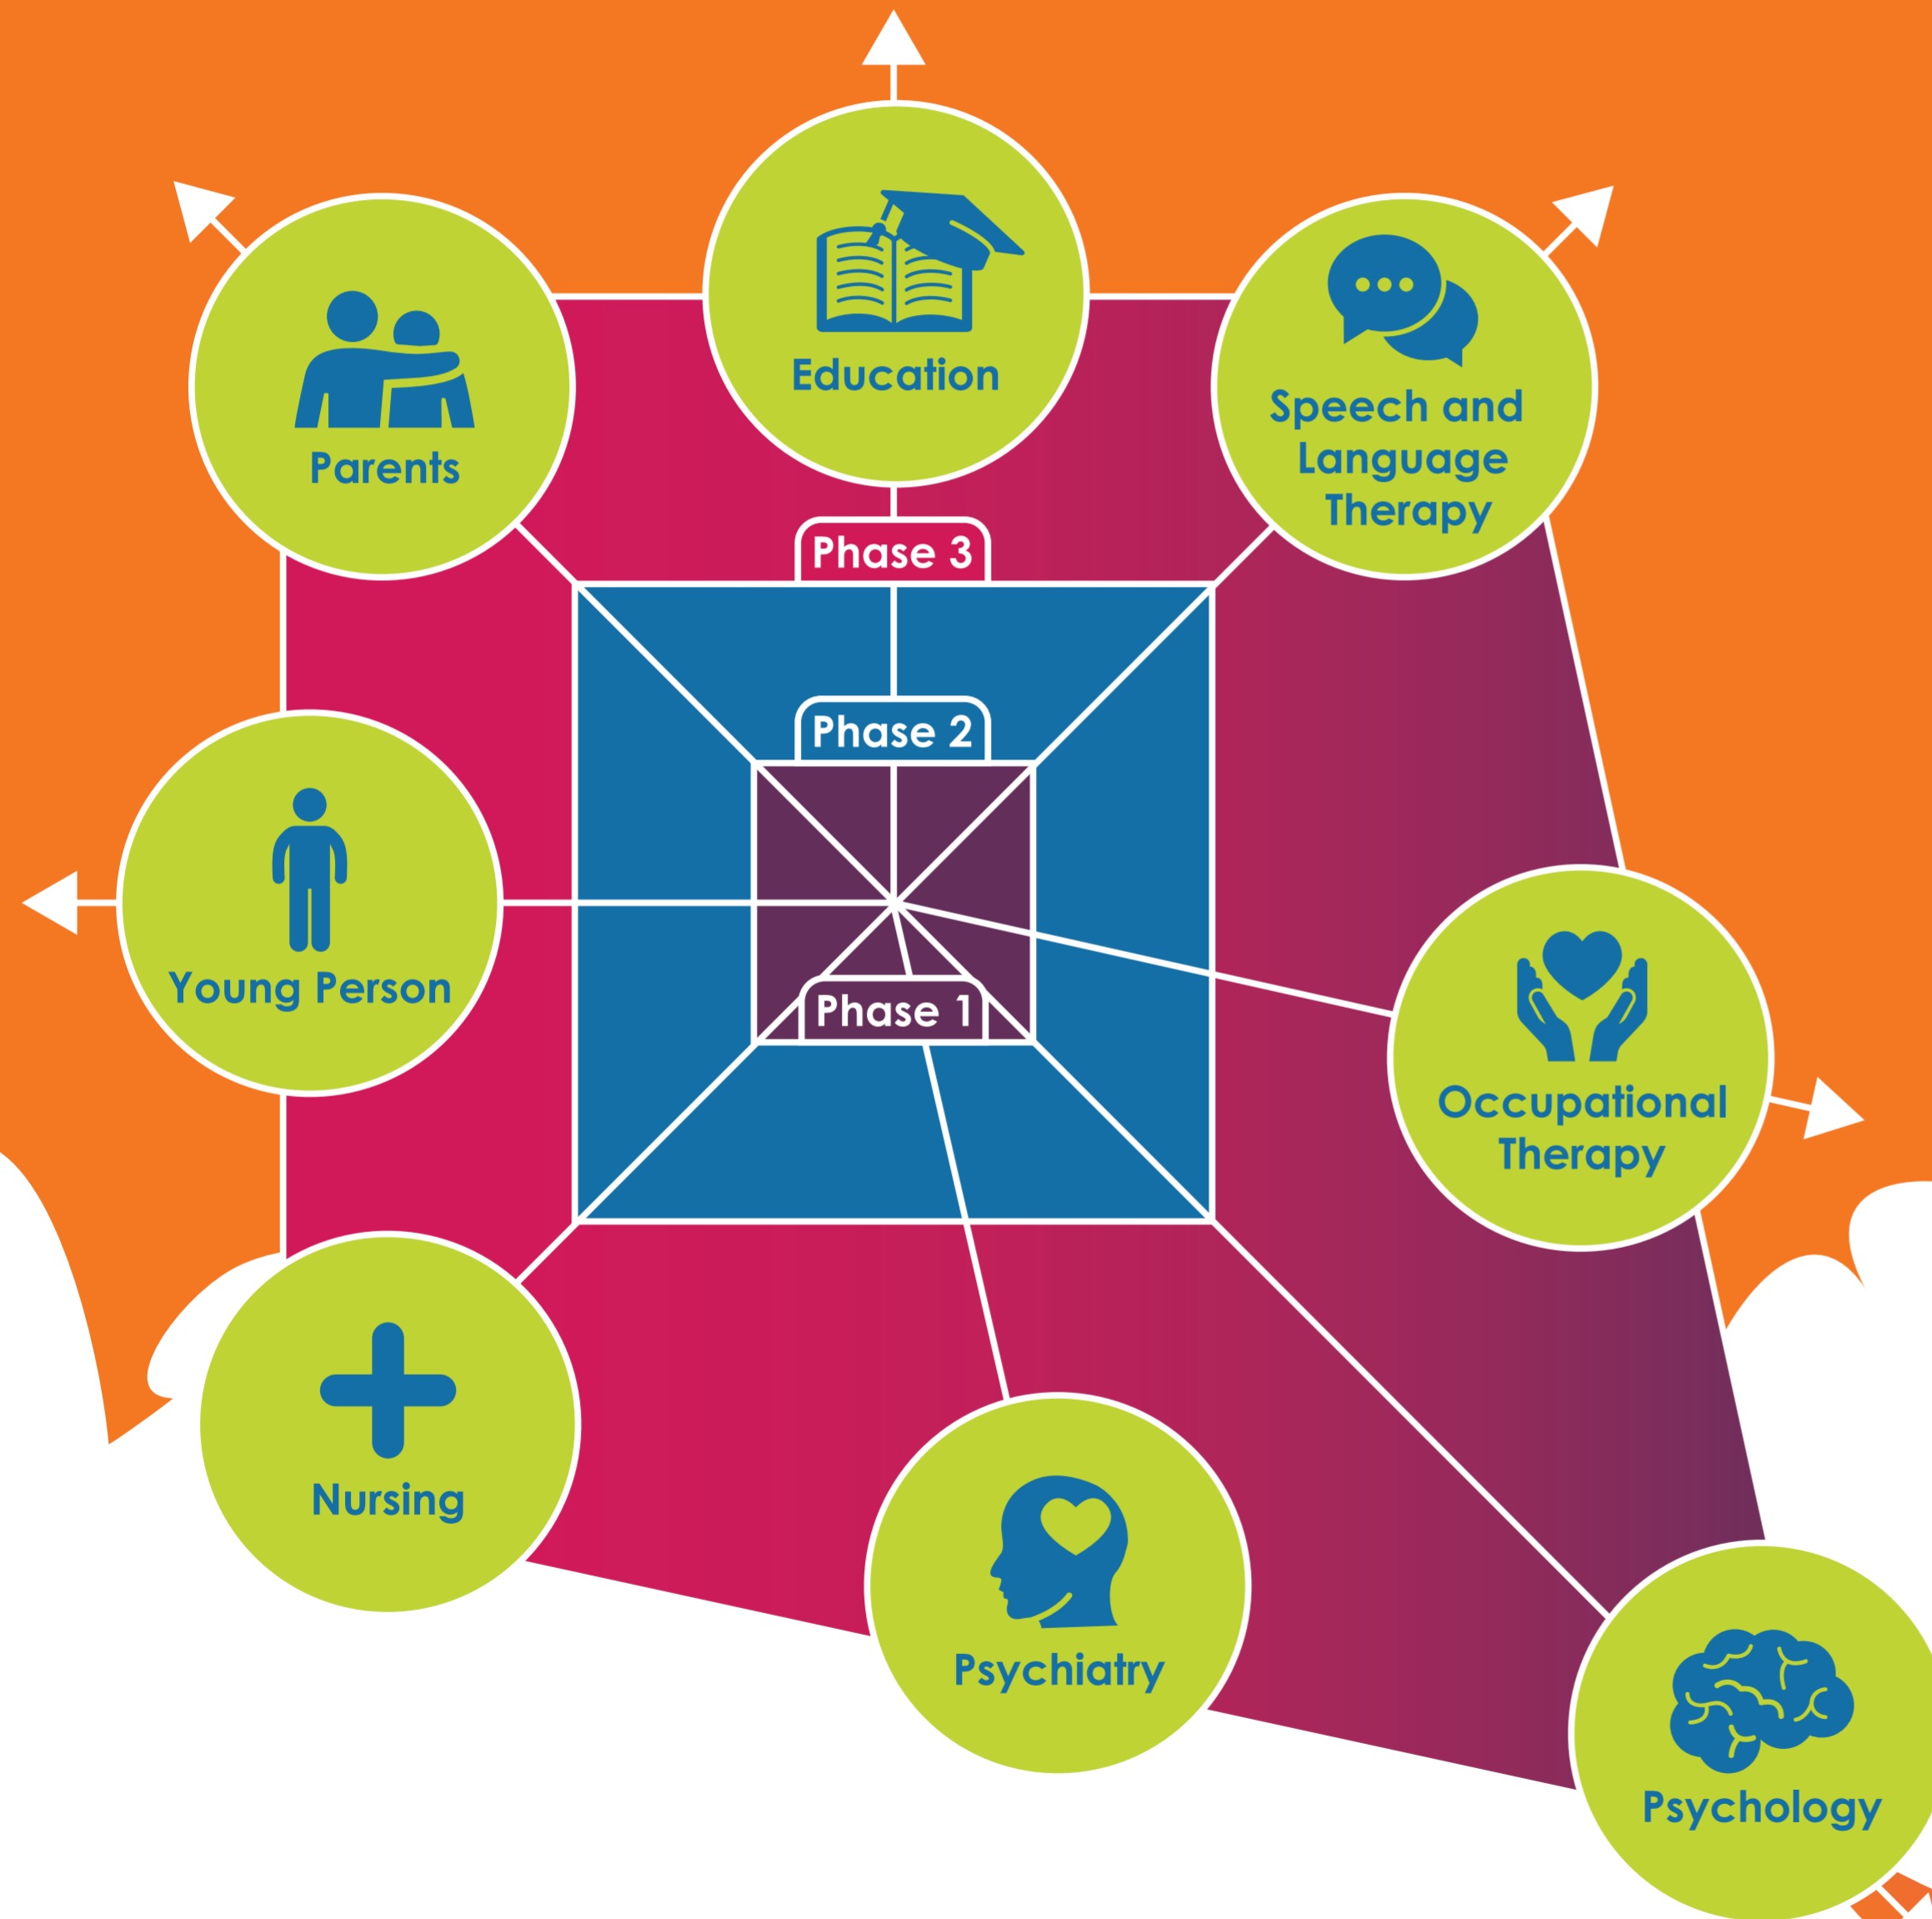 Education
Parents
Speech and
Language
Therapy
Phase 3
Phase 2
Young Person
Phase 1
Occupational
Therapy
Nursing
Psychiatry
Psychology